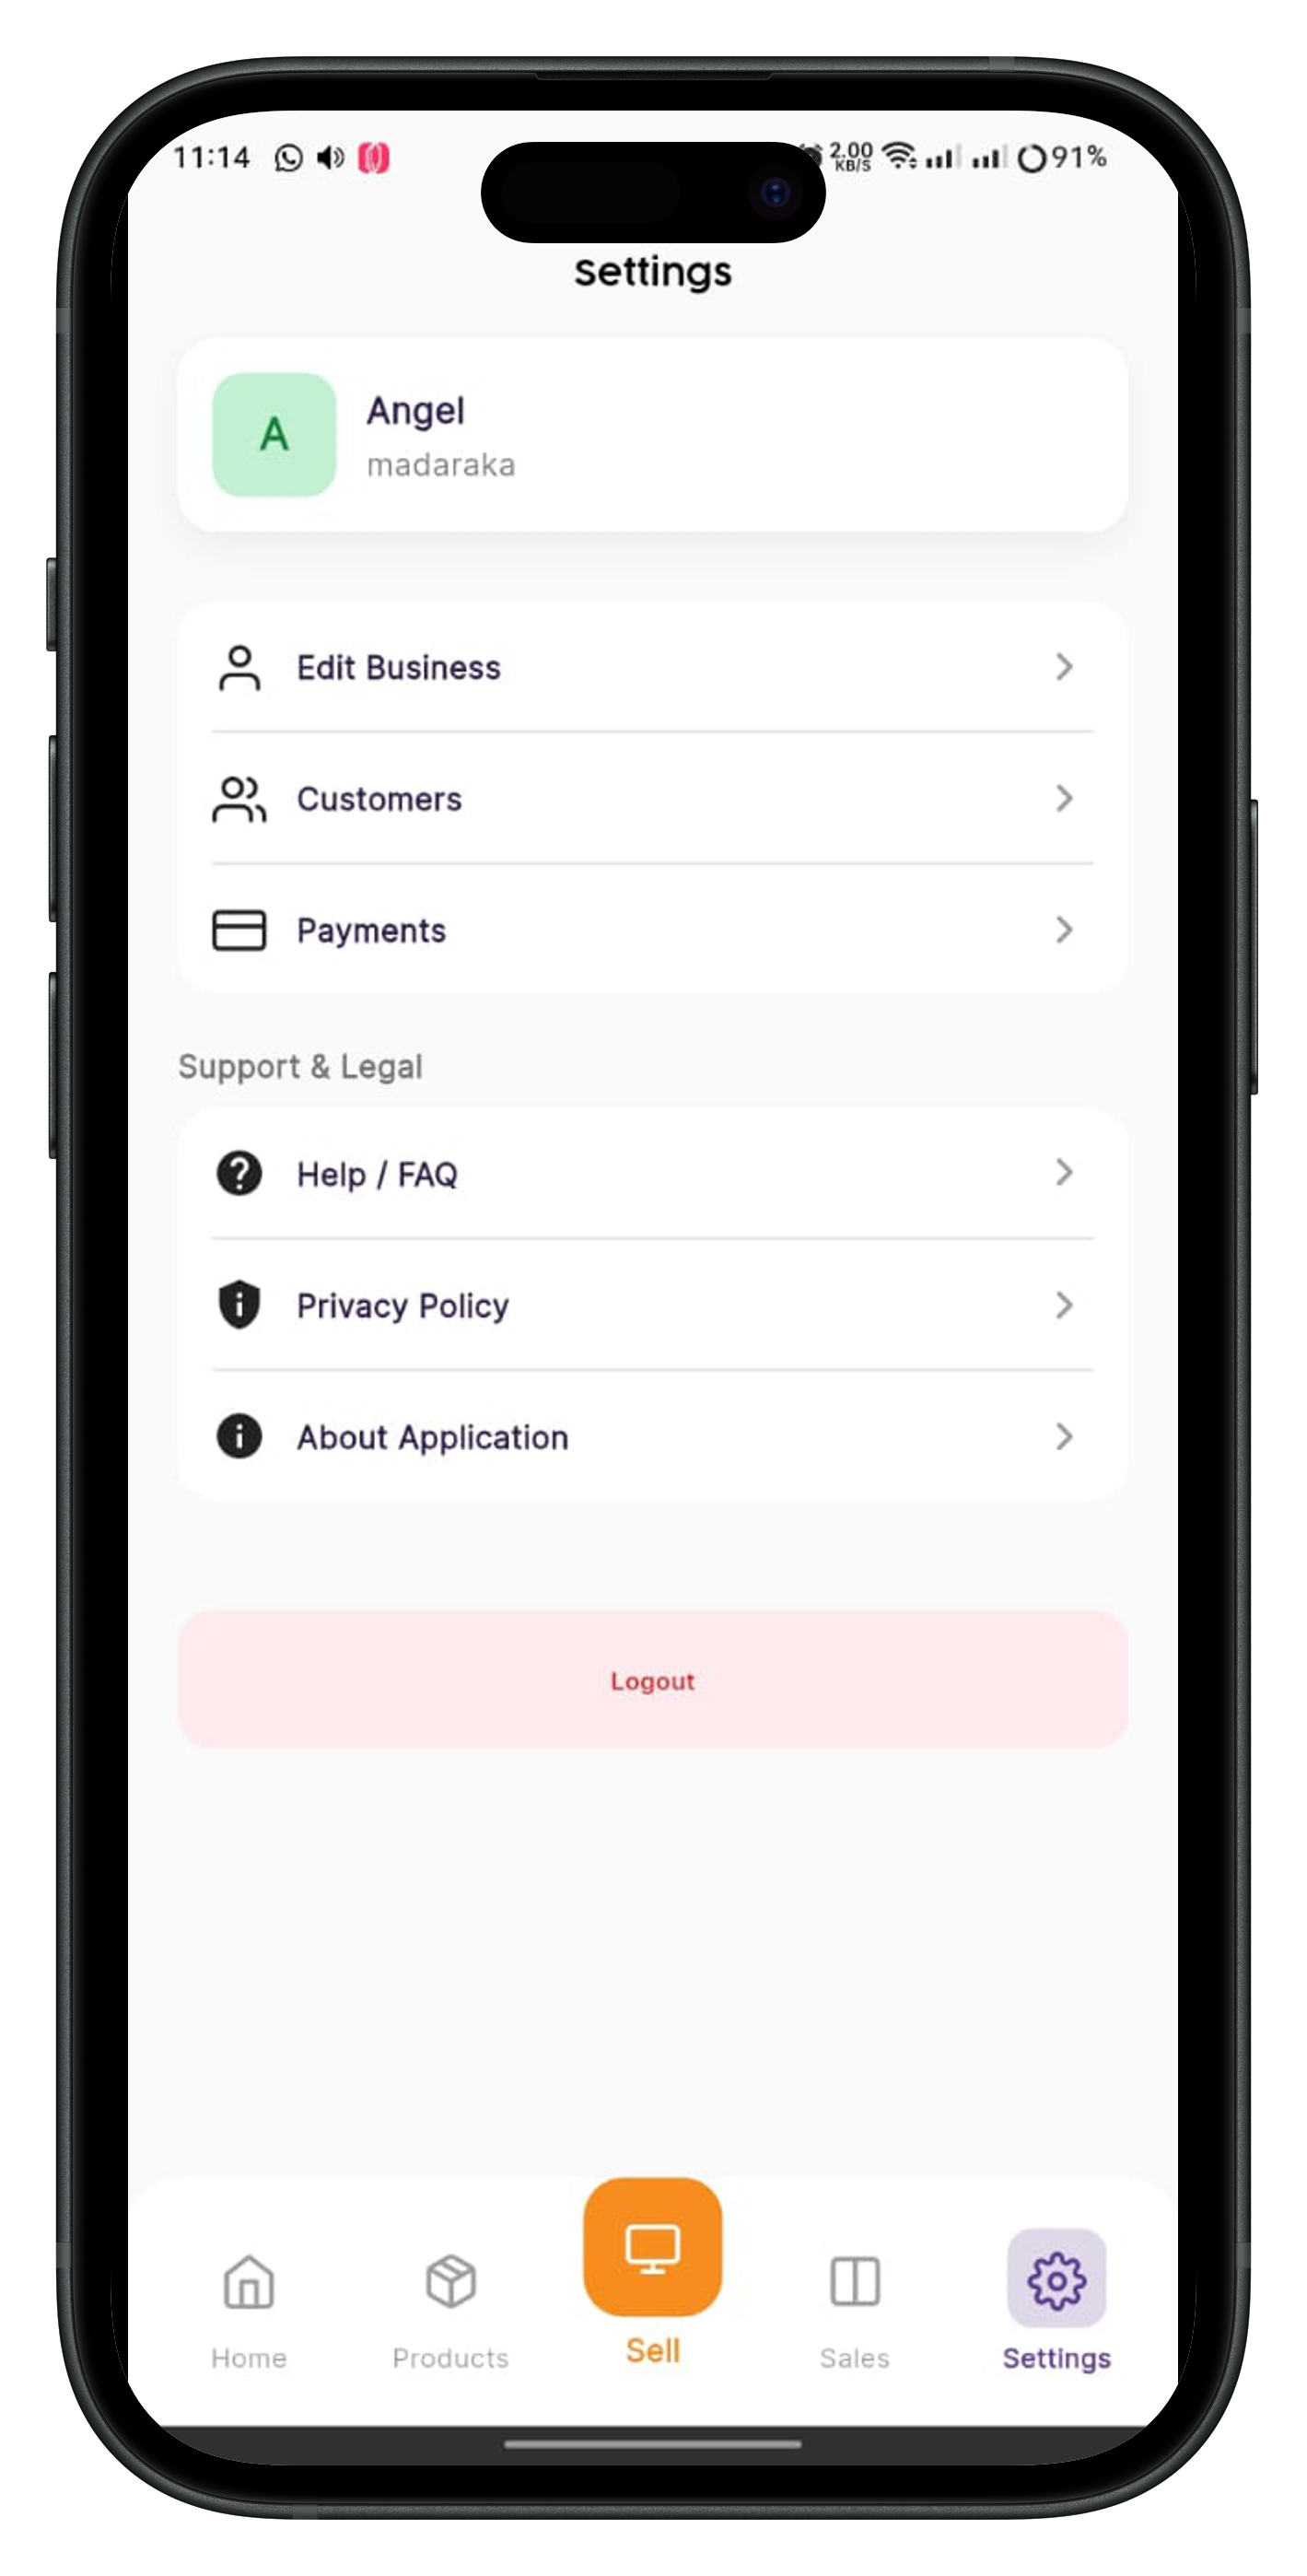 11:14
2.00
KB/S
91%
Settings
A
Angel
madaraka
Edit Business
Customers
Payments
Support & Legal
Help / FAQ
Privacy Policy
About Application
Logout
Home
Products
Sell
Sales
Settings